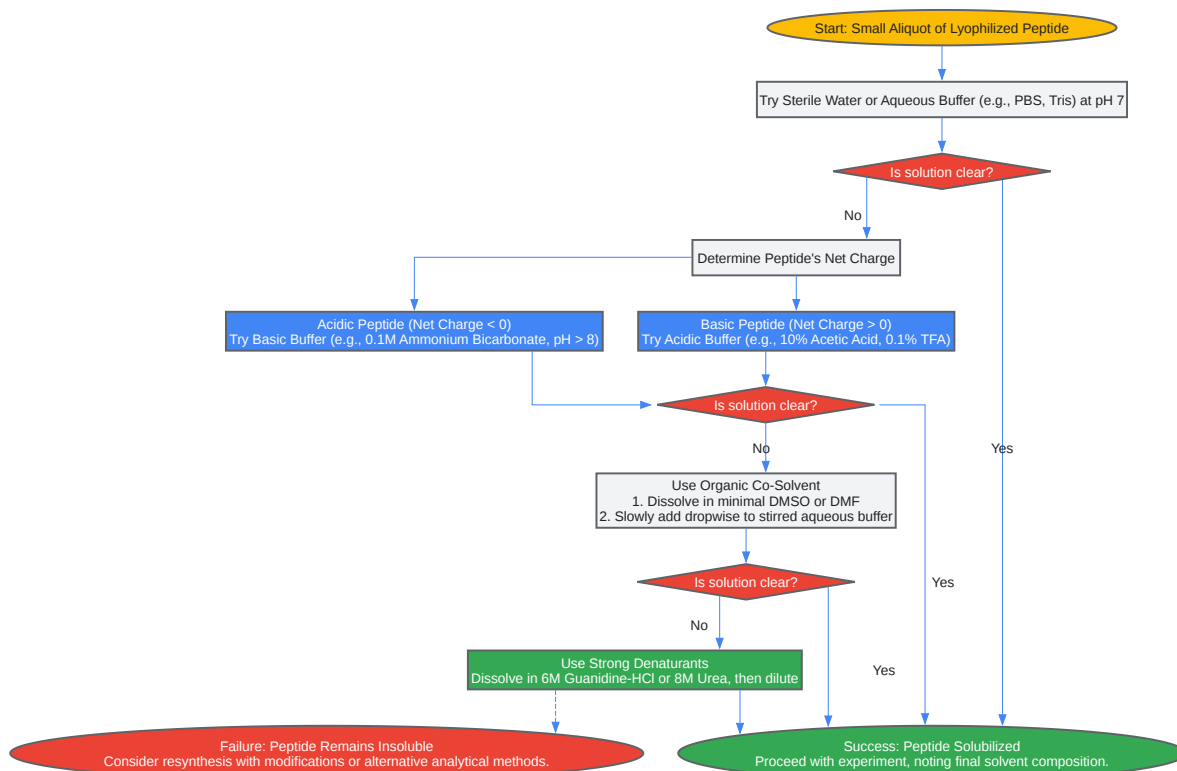 Start: Small Aliquot of Lyophilized Peptide
Try Sterile Water or Aqueous Buffer (e.g., PBS, Tris) at pH 7
Is solution clear?
No
Determine Peptide's Net Charge
Acidic Peptide (Net Charge < 0)
Try Basic Buffer (e.g., 0.1M Ammonium Bicarbonate, pH > 8)
Basic Peptide (Net Charge > 0)
Try Acidic Buffer (e.g., 10% Acetic Acid, 0.1% TFA)
Is solution clear?
No
Yes
Use Organic Co-Solvent
1. Dissolve in minimal DMSO or DMF
2. Slowly add dropwise to stirred aqueous buffer
Is solution clear?
Yes
No
Use Strong Denaturants
Dissolve in 6M Guanidine-HCl or 8M Urea, then dilute
Yes
Failure: Peptide Remains Insoluble
Consider resynthesis with modifications or alternative analytical methods.
Success: Peptide Solubilized
Proceed with experiment, noting final solvent composition.